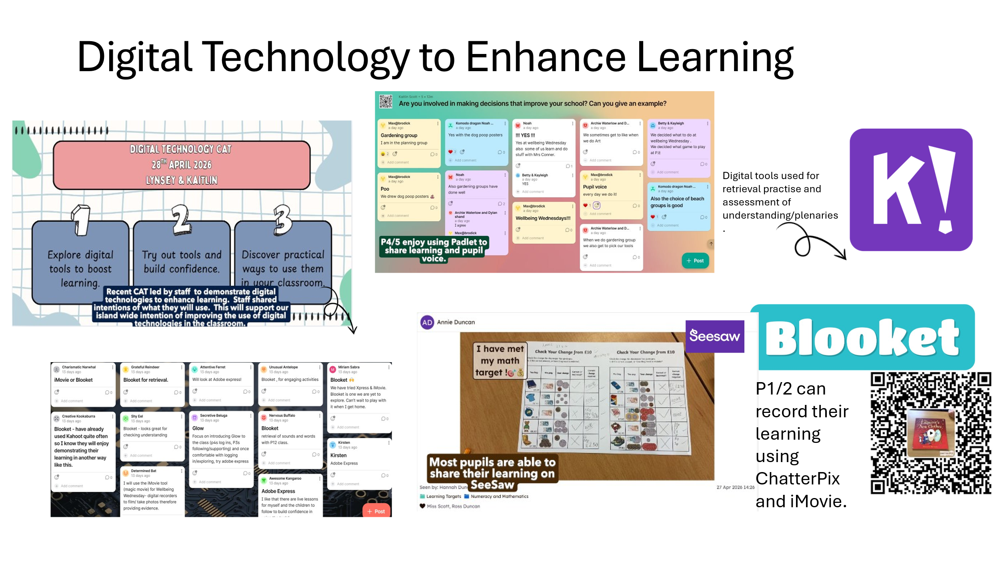 Digital Technology to Enhance Learning
DIGITAL TECHNOLOGY CAT
28TH APRIL 2026
LYNSEY & KAITLIN
1
Explore digital
tools to boost
learning.
2
Try out tools and
build confidence.
3
Discover practical
ways to use them
in your classroom.
Recent CAT led by staff to demonstrate digital
technologies to enhance learning. Staff shared
intentions of what they will use. This will support our
island wide intention of improving the use of digital
technologies in the classroom.
Kaitlin Scott + 5 • 12m
Are you involved in making decisions that improve your school? Can you give an example?
Max@brodick
a day ago
Gardening group
I am in the planning group
2
0
Add comment
Max@brodick
a day ago
Poo
We drew dog poop posters 💩
0
Add comment
Komodo dragon Noah ...
a day ago
Yes with the dog poop posters
2
0
Add comment
Noah
a day ago
Also gardening groups have
done well
2
Archie Waterlow and Dylan
shand
a day ago
I agree
Max@brodick
P4/5 enjoy using Padlet to
share learning and pupil
voice.
Noah
a day ago
!!! YES !!!
Yes at wellbeing Wednesday
also some of us learn and do
stuff with Mrs Conner.
1
Betty & Kayleigh
a day ago
YES
Add comment
Max@brodick
a day ago
Wellbeing Wednesdays!!!
0
Add comment
Archie Waterlow and D...
a day ago
We sometimes get to like when
we do Art
0
Add comment
Max@brodick
a day ago
Pupil voice
every day we do it!
1
0
Add comment
Archie Waterlow and D...
a day ago
When we do gardening group
we also get to pick our tools
0
Add comment
Betty & Kayleigh
a day ago
We decided what to do at
wellbeing Wednesday .
We decided what game to play
at P.E
0
Add comment
Komodo dragon Noah ...
a day ago
Also the choice of beach
groups is good
1
0
Add comment
+ Post
Digital tools used for
retrieval practise and
assessment of
understanding/plenaries
.
K!
Charismatic Narwhal
13 days ago
iMovie or Blooket
0
Add comment
Creative Kookaburra
13 days ago
Blooket - have already
used Kahoot quite often
so I know they will enjoy
demonstrating their
learning in another way
like this.
0
Add comment
Grateful Reindeer
13 days ago
Blooket for retrieval.
0
Add comment
Shy Eel
13 days ago
Blooket - looks great for
checking understanding
0
Add comment
Determined Bat
13 days ago
I will use the iMovie tool
(magic movie) for Wellbeing
Wednesday- digital recorders
to film/ take photos therefore
providing evidence.
Attentive Ferret
13 days ago
Will look at Adobe express!
0
Add comment
Secretive Beluga
13 days ago
Glow
Focus on introducing Glow to
the class (p4s log ins, P3s
following/supporting) and once
comfortable with logging
in/exploring, try adobe express
0
Add comment
Unusual Antelope
13 days ago
Blooket , for engaging activities
0
Add comment
Nervous Buffalo
13 days ago
Blooket
retrieval of sounds and words
with P12 class.
0
Add comment
Awesome Kangaroo
13 days ago
Adobe Express
I like that there are live lessons
for myself and the children to
follow to build confidence in
M
Miriam Sabra
13 days ago
Blooket 🙌
We have tried Xpress & iMovie.
Blooket is one we are yet to
explore. Can't wait to play with
it when I get home.
0
Add comment
Kirsten
13 days ago
Kirsten
Adobe Express
0
Add comment
+ Post
AD Annie Duncan
Seesaw
I have met
my math
target !🎯💰
Check Your Change from £10
Check Your Change from £10
Most pupils are able to
share their learning on
SeeSaw
Seen by: Hannah Dun
27 Apr 2026 14:26
Learning Targets Numeracy and Mathematics
Miss Scott, Ross Duncan
Blooket
P1/2 can
record their
learning
using
ChatterPix
and iMovie.
Emperor's
New Clothes